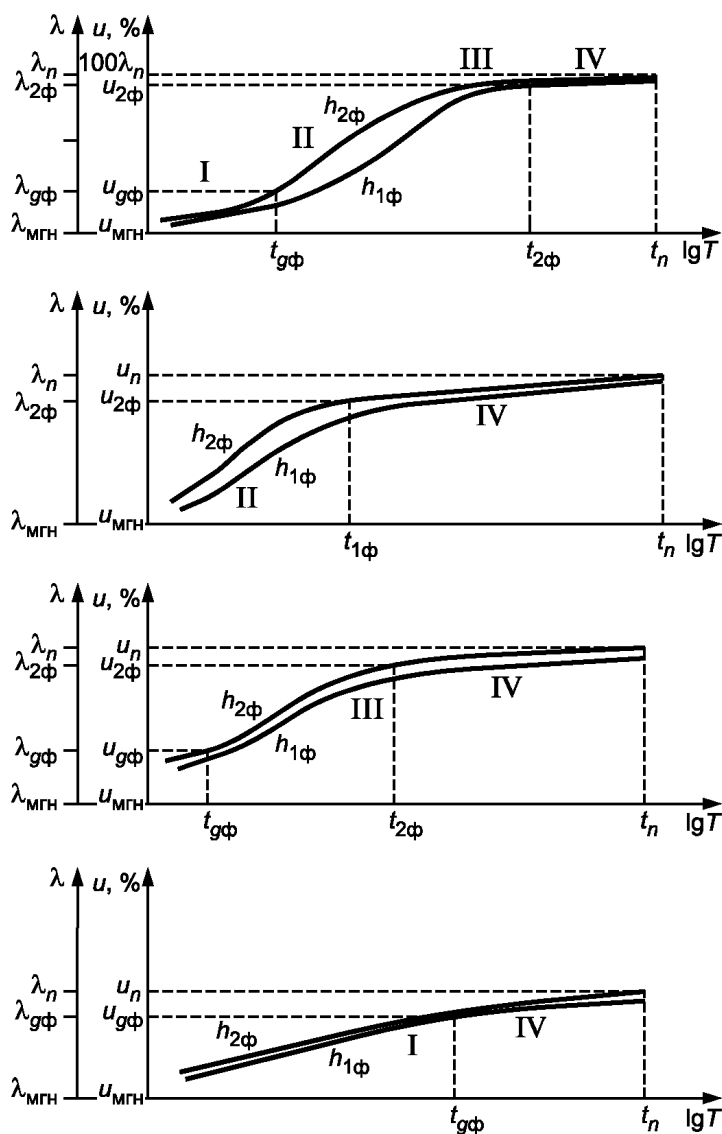 λ u, %
λn 100λn III IV
λ2ф u2ф
h2ф
II
I
λgф ugф h1ф
λмгн uмгн
tgф t2ф tn lgT
λ u, %
λn un
λ2ф u2ф
h2ф IV
h1ф
II
λмгн uмгн
t1ф tn lgT
λ u, %
λn un
λ2ф u2ф
h2ф III IV
λgф ugф h1ф
λмгн uмгн
tgф t2ф tn lgT
λ u, %
λn un
λgф ugф
h2ф I IV
h1ф
λмгн uмгн
tgф tn lgT